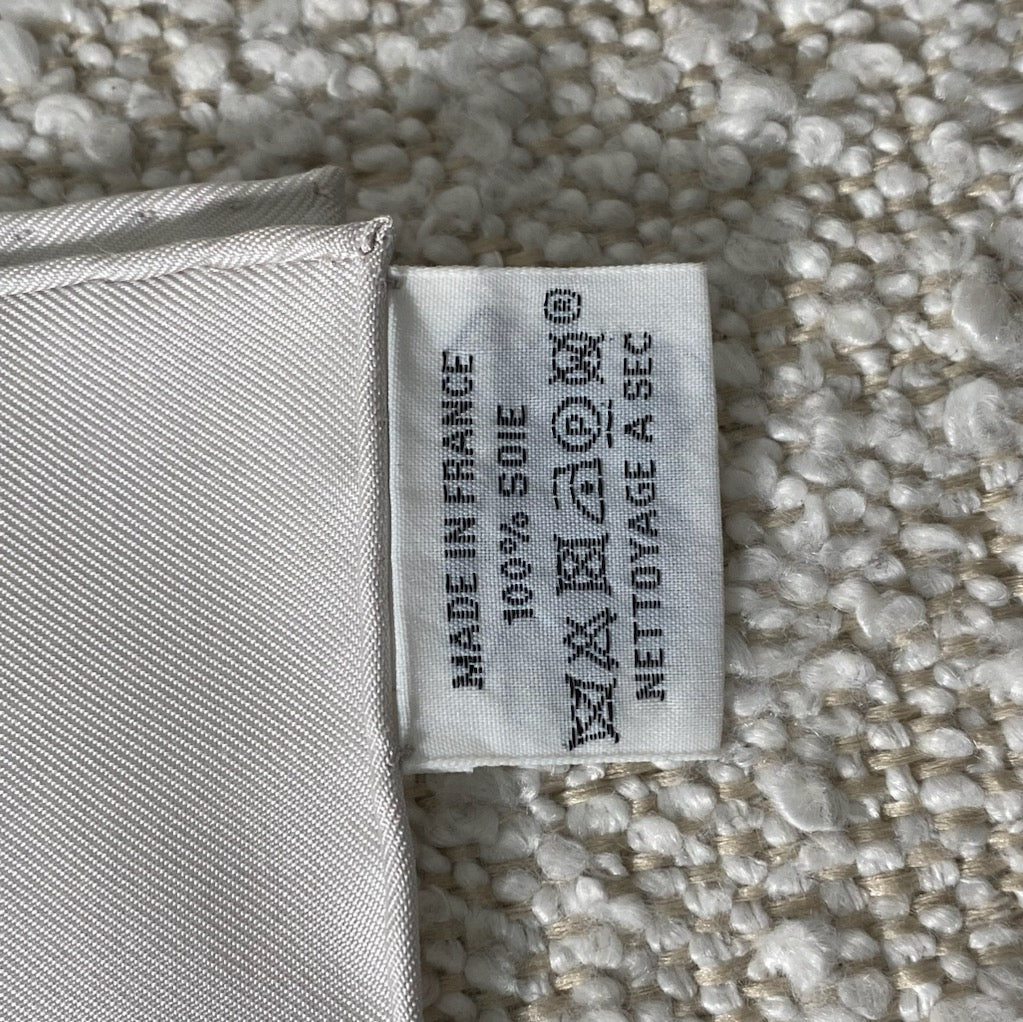 MADE IN FRANCE
100% SOIE
P W ®
NETTOYAGE A SEC